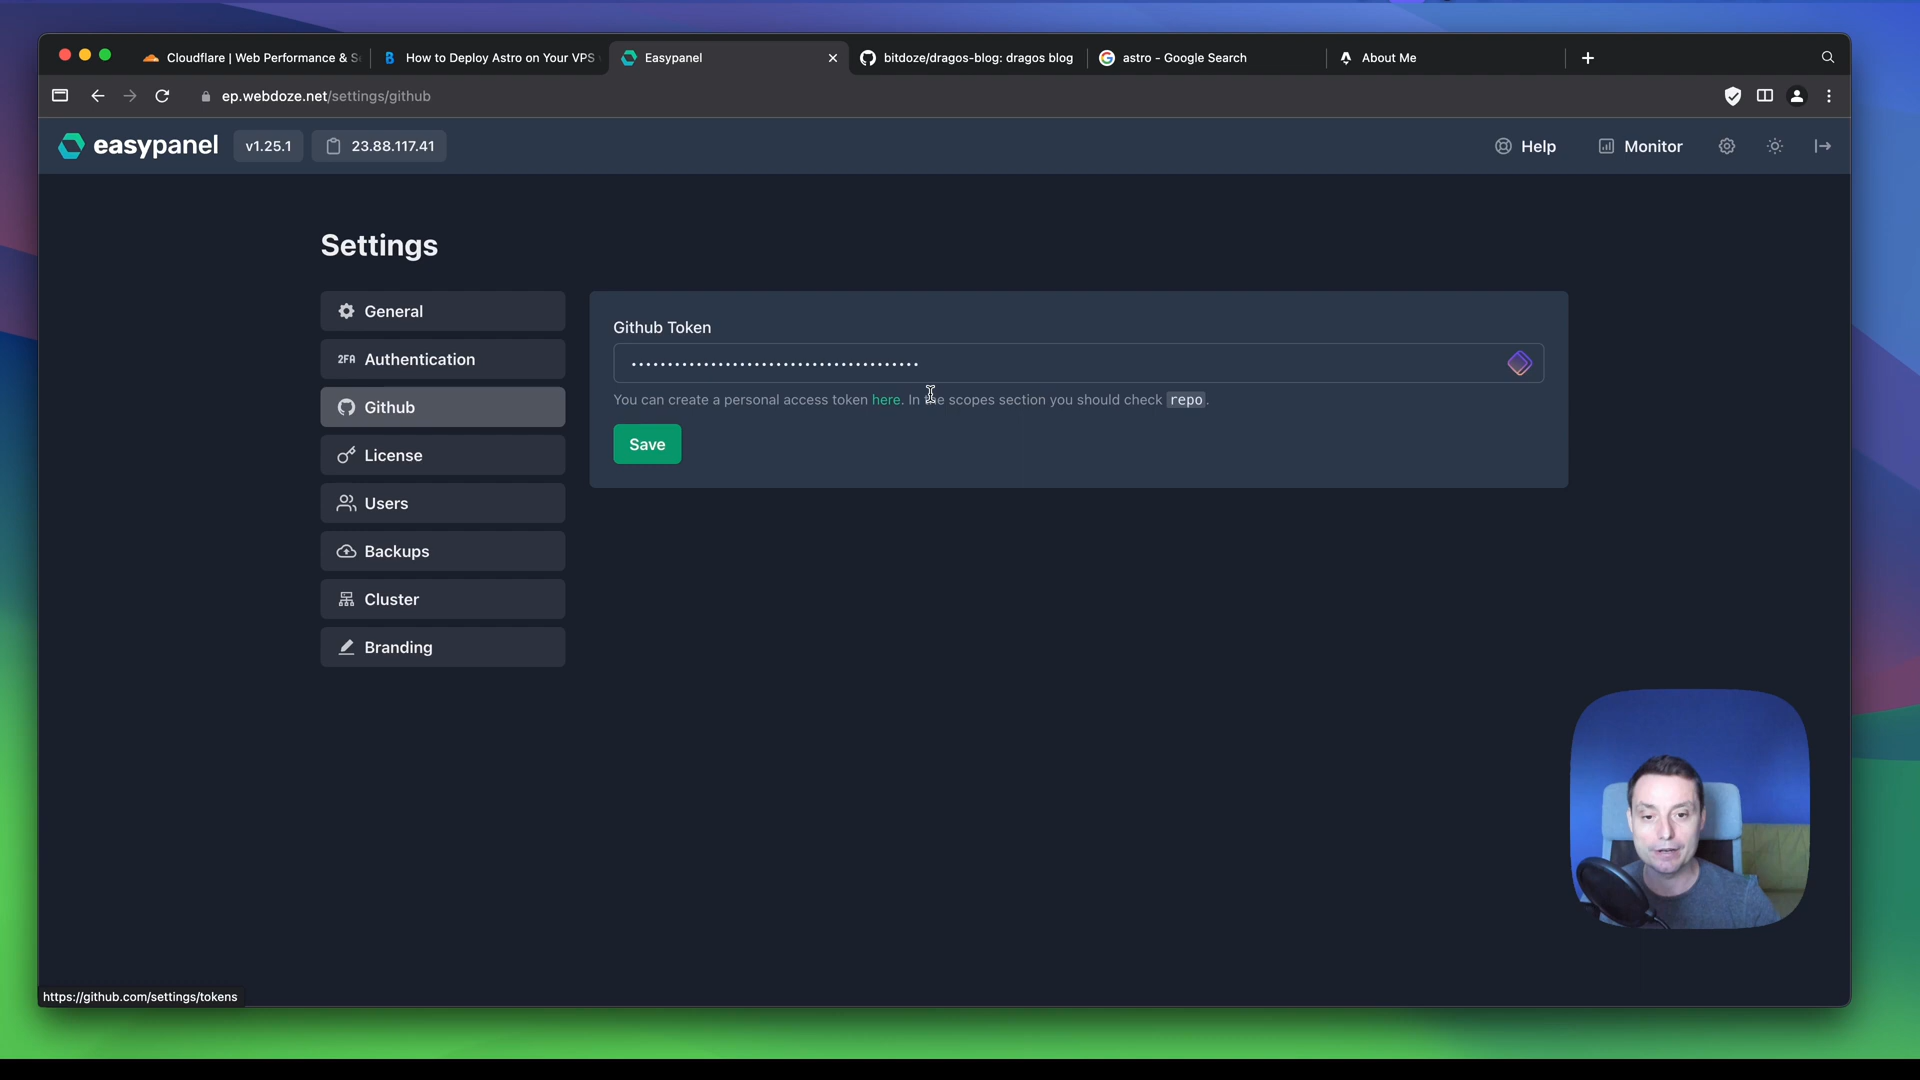 Cloudflare | Web Performance & Se
How to Deploy Astro on Your VPS
Easypanel
bitdoze/dragos-blog: dragos blog
astro - Google Search
About Me
ep.webdoze.net/settings/github
easypanel
v1.25.1
23.88.117.41
Help
Monitor
Settings
General
2FA Authentication
Github
License
Users
Backups
Cluster
Branding
Github Token
You can create a personal access token here. In the scopes section you should check repo.
Save
https://github.com/settings/tokens